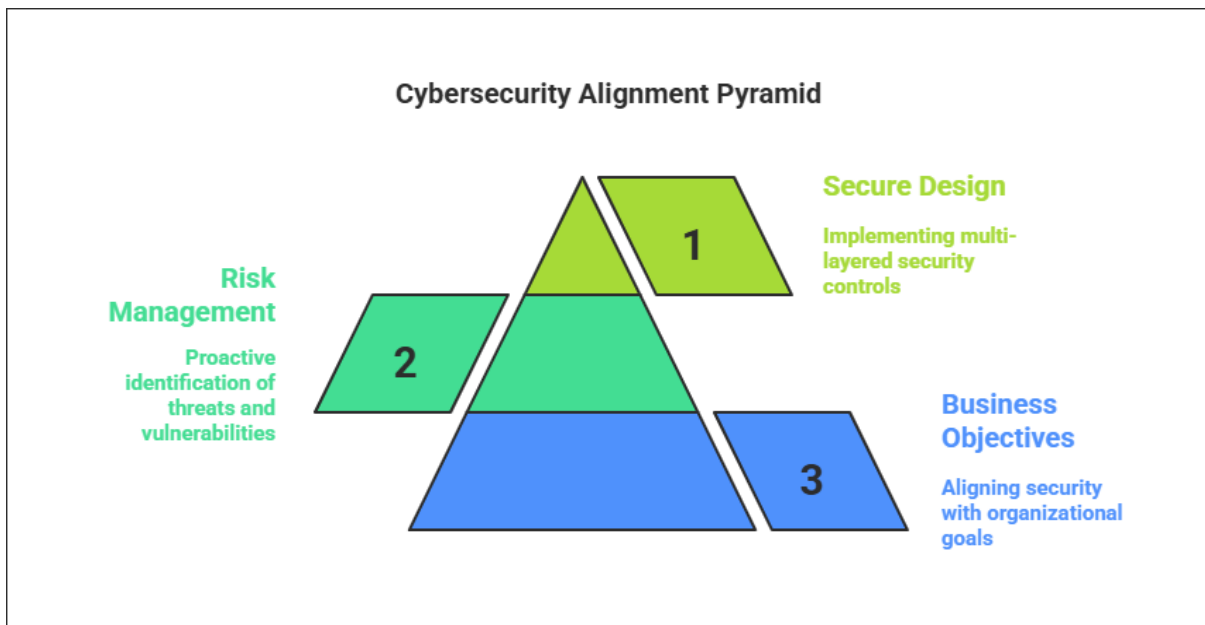 Cybersecurity Alignment Pyramid
1
Secure Design
Implementing multi-
layered security
controls
Risk
Management
2
Proactive
identification of
threats and
vulnerabilities
3
Business
Objectives
Aligning security
with organizational
goals